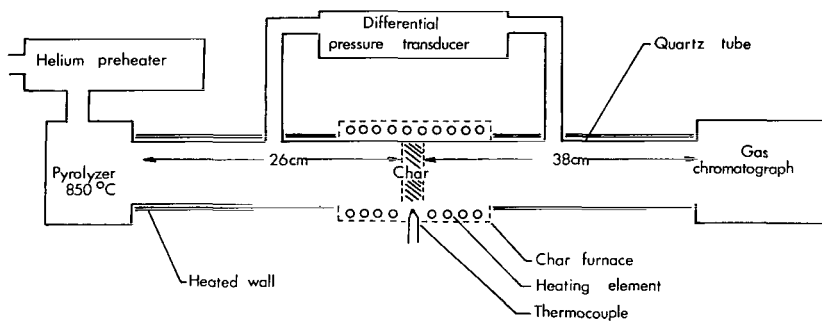 Differential
pressure transducer
Helium preheater
Quartz tube
Pyrolyzer
850 °C
26cm
Char
38cm
Gas
chromatograph
Heated wall
Char furnace
Heating element
Thermocouple